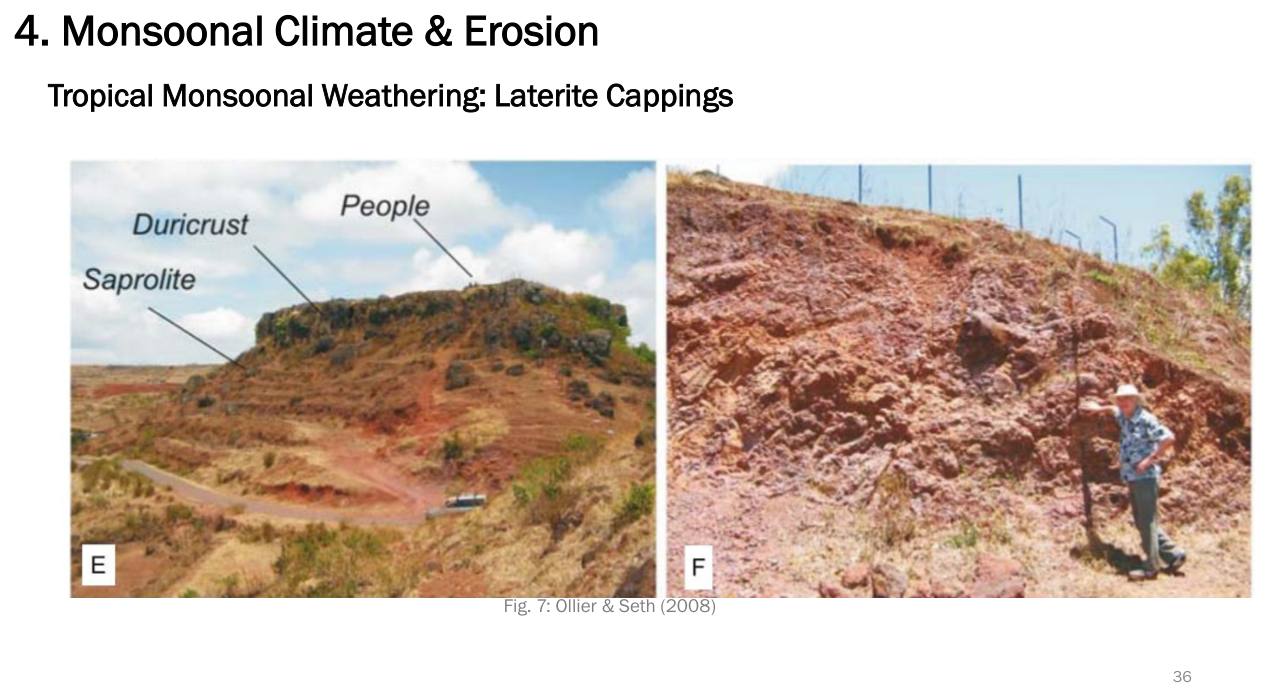 4. Monsoonal Climate & Erosion
Tropical Monsoonal Weathering: Laterite Cappings
People
Duricrust
Saprolite
E
F
Fig. 7: Ollier & Seth (2008)
36